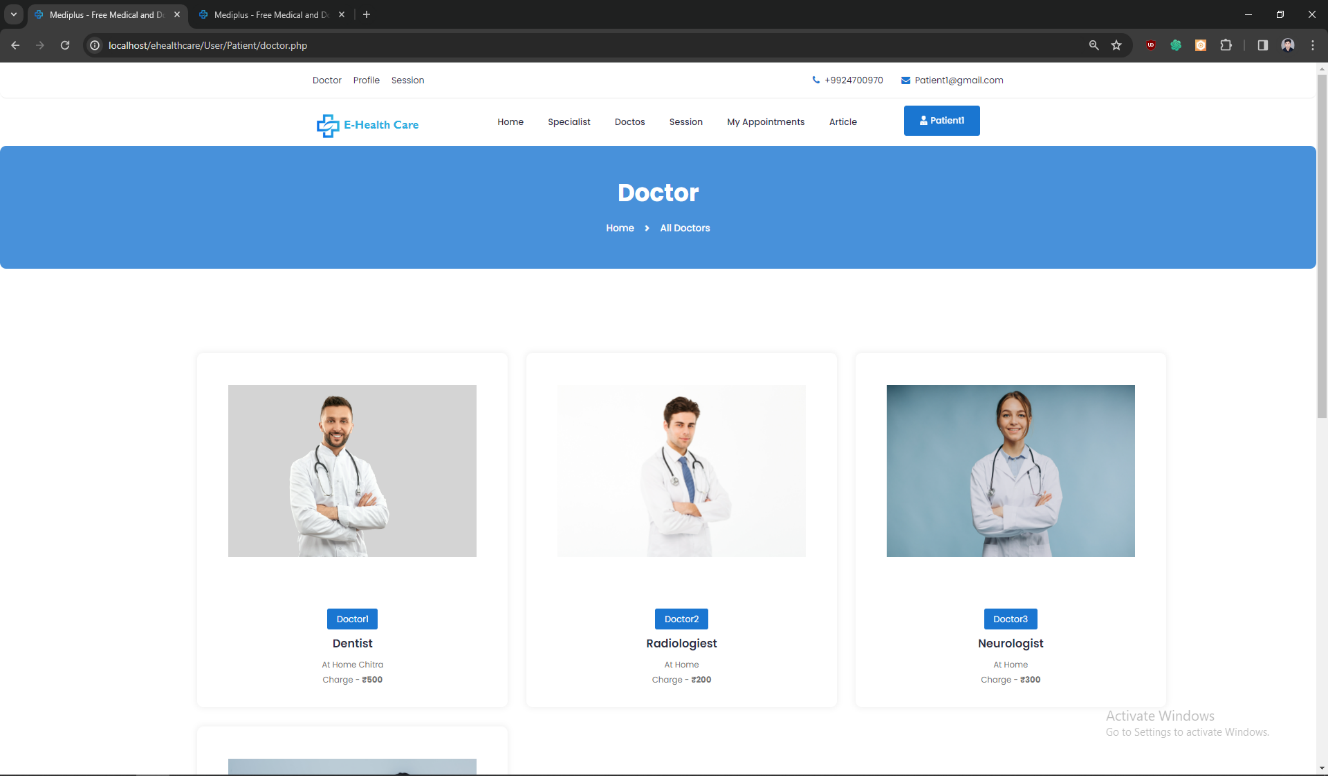 Mediplus - Free Medical and Do
Mediplus - Free Medical and Do
localhost/ehealthcare/User/Patient/doctor.php
Doctor Profile Session +9924700970 Patient1@gmail.com
E-Health Care Home Specialist Doctos Session My Appointments Article Patient1
Doctor
Home > All Doctors
Doctor1 Doctor2 Doctor3
Dentist Radiologiest Neurologist
At Home Chitra At Home At Home
Charge - ₹500 Charge - ₹200 Charge - ₹300
Activate Windows
Go to Settings to activate Windows.